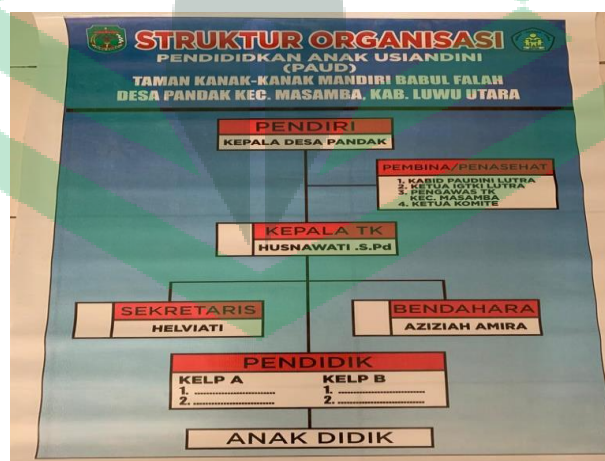 STRUKTUR ORGANISASI
PENDIDIDKAN ANAK USIANDINI
(PAUD)
TAMAN KANAK-KANAK MANDIRI BABUL FALAH
DESA PANDAK KEC. MASAMBA, KAB. LUWU UTARA
PENDIRI
KEPALA DESA PANDAK
PEMBINA/PENASEHAT
1. KABID PAUDINI LUTRA
2. KETUA IGTKI LUTRA
3. PENGAWAS TK
KEC. MASAMBA
4. KETUA KOMITE
KEPALA TK
HUSNAWATI .S.Pd
SEKRETARIS
HELVIATI
BENDAHARA
AZIZIAH AMIRA
PENDIDIK
KELP A KELP B
1. ........................ 1. ........................
2. ........................ 2. ........................
ANAK DIDIK